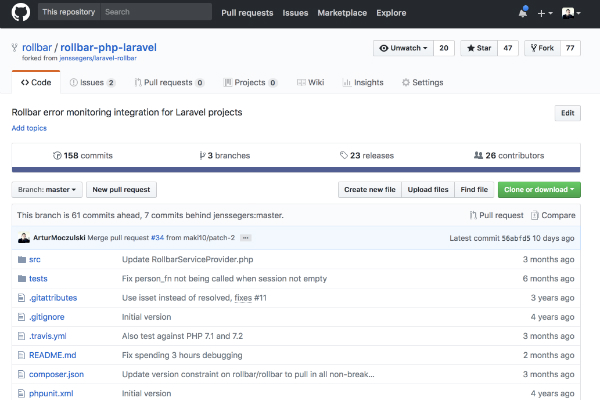 This repository Search Pull requests Issues Marketplace Explore
rollbar / rollbar-php-laravel
forked from jenssegers/laravel-rollbar
Unwatch 20 Star 47 Fork 77
Code Issues 2 Pull requests 0 Projects 0 Wiki Insights Settings
Rollbar error monitoring integration for Laravel projects Edit
Add topics
158 commits 3 branches 23 releases 26 contributors
Branch: master New pull request Create new file Upload files Find file Clone or download
This branch is 61 commits ahead, 7 commits behind jenssegers:master. Pull request Compare
ArturMoczulski Merge pull request #34 from maki10/patch-2 ... Latest commit 56abfd5 10 days ago
src Update RollbarServiceProvider.php 3 months ago
tests Fix person_fn not being called when session not empty 6 months ago
.gitattributes Use isset instead of resolved, fixes #11 3 years ago
.gitignore Initial version 4 years ago
.travis.yml Also test against PHP 7.1 and 7.2 3 months ago
README.md Fix spending 3 hours debugging 2 months ago
composer.json Update version constraint on rollbar/rollbar to pull in all non-break... 3 months ago
phpunit.xml Initial version 4 years ago